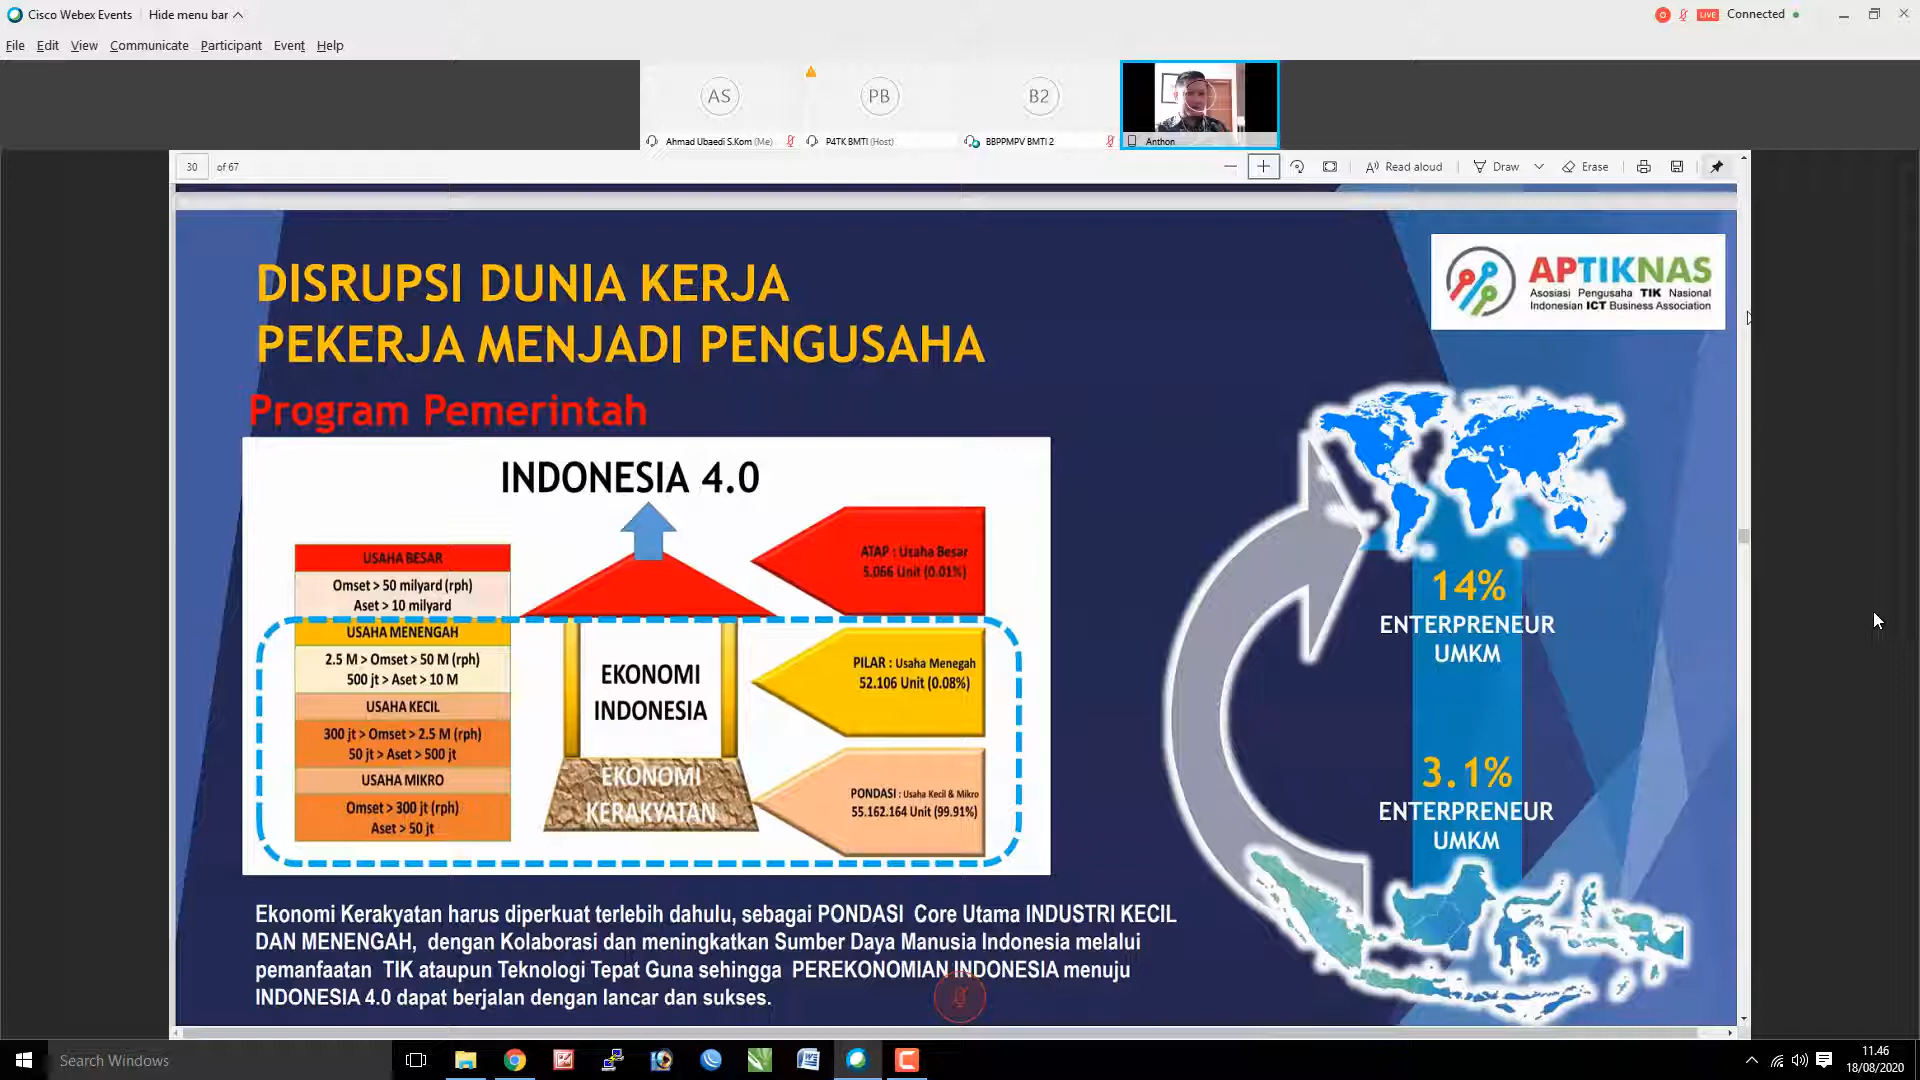 Cisco Webex Events
Hide menu bar
LIVE
Connected
File Edit View Communicate Participant Event Help
AS
PB
B2
Ahmad Ubaedi S.Kom (Me)
P4TK BMTI (Host)
BBPPMPV BMTI 2
Anthon
30 of 67
Read aloud
Draw
Erase
DISRUPSI DUNIA KERJA
PEKERJA MENJADI PENGUSAHA
APTIKNAS
Asosiasi Pengusaha TIK Nasional
Indonesian ICT Business Association
Program Pemerintah
INDONESIA 4.0
USAHA BESAR
Omset > 50 milyard (rph)
Aset > 10 milyard
USAHA MENENGAH
2.5 M > Omset > 50 M (rph)
500 jt > Aset > 10 M
USAHA KECIL
300 jt > Omset > 2.5 M (rph)
50 jt > Aset > 500 jt
USAHA MIKRO
Omset > 300 jt (rph)
Aset > 50 jt
EKONOMI
INDONESIA
EKONOMI
KERAKYATAN
ATAP : Usaha Besar
5.066 Unit (0.01%)
PILAR : Usaha Menegah
52.106 Unit (0.08%)
PONDASI : Usaha Kecil & Mikro
55.162.164 Unit (99.91%)
14%
ENTERPRENEUR
UMKM
3.1%
ENTERPRENEUR
UMKM
Ekonomi Kerakyatan harus diperkuat terlebih dahulu, sebagai PONDASI Core Utama INDUSTRI KECIL
DAN MENENGAH, dengan Kolaborasi dan meningkatkan Sumber Daya Manusia Indonesia melalui
pemanfaatan TIK ataupun Teknologi Tepat Guna sehingga PEREKONOMIAN INDONESIA menuju
INDONESIA 4.0 dapat berjalan dengan lancar dan sukses.
Search Windows
11.46
18/08/2020